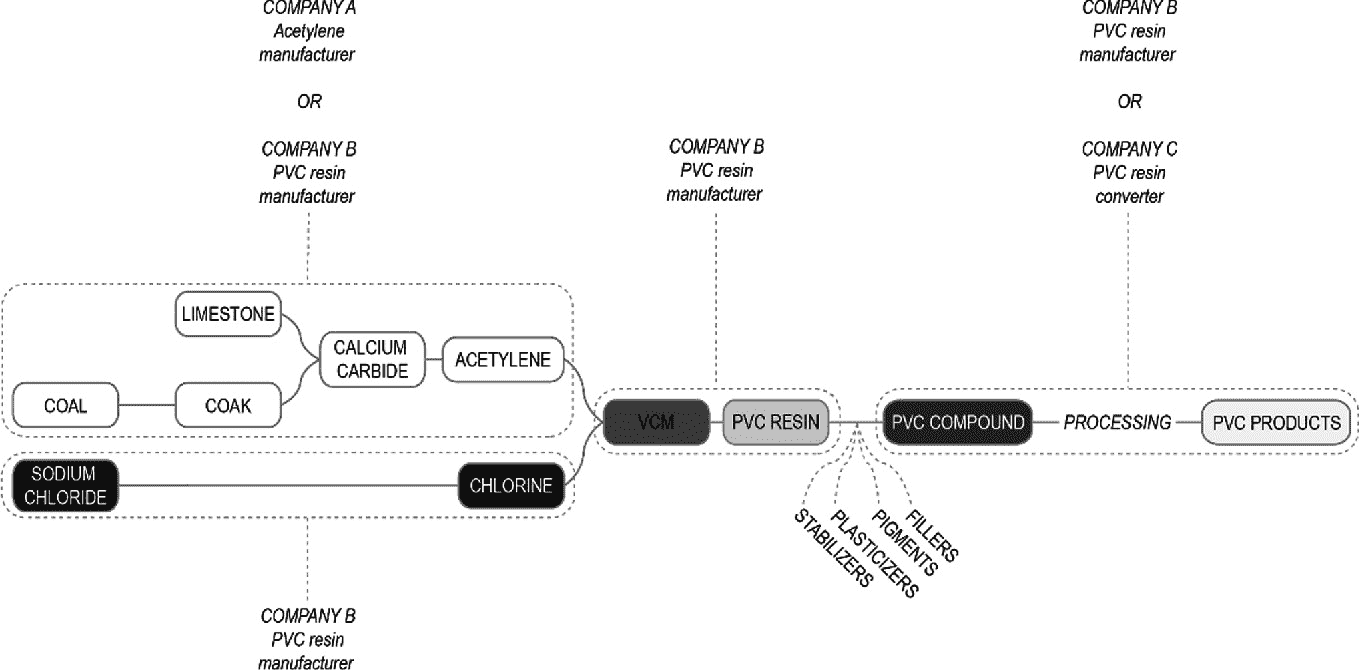 COMPANY A
Acetylene
manufacturer
OR
COMPANY B
PVC resin
manufacturer
COMPANY B
PVC resin
manufacturer
COMPANY B
PVC resin
manufacturer
OR
COMPANY C
PVC resin
converter
LIMESTONE
CALCIUM
CARBIDE
ACETYLENE
COAL
COAK
VCM
PVC RESIN
PVC COMPOUND
PROCESSING
PVC PRODUCTS
SODIUM
CHLORIDE
CHLORINE
STABILIZERS
PLASTICIZERS
PIGMENTS
FILLERS
COMPANY B
PVC resin
manufacturer